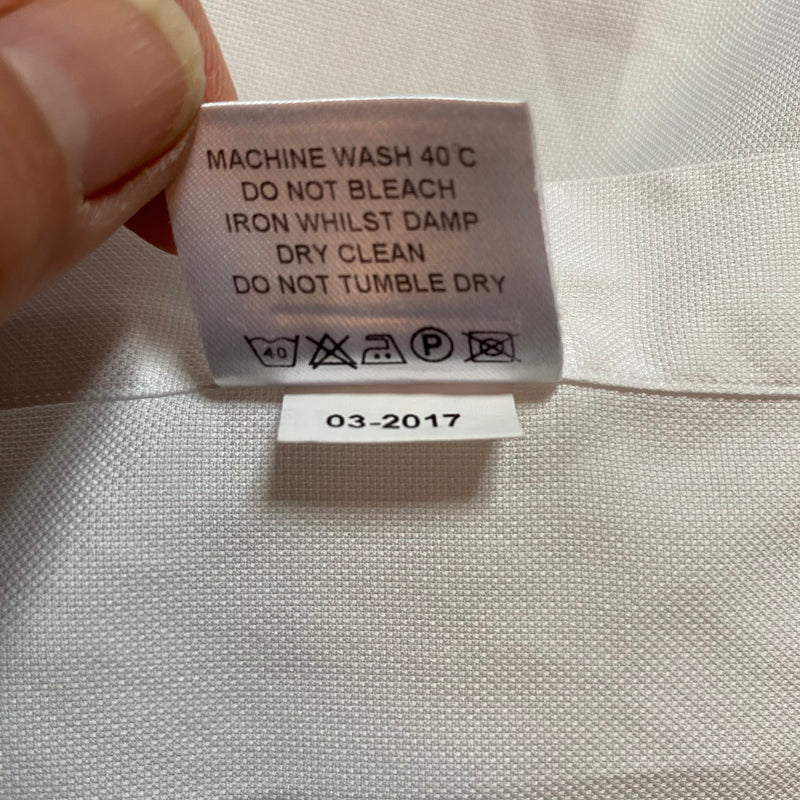 MACHINE WASH 40°C
DO NOT BLEACH
IRON WHILST DAMP
DRY CLEAN
DO NOT TUMBLE DRY
40 P
03-2017